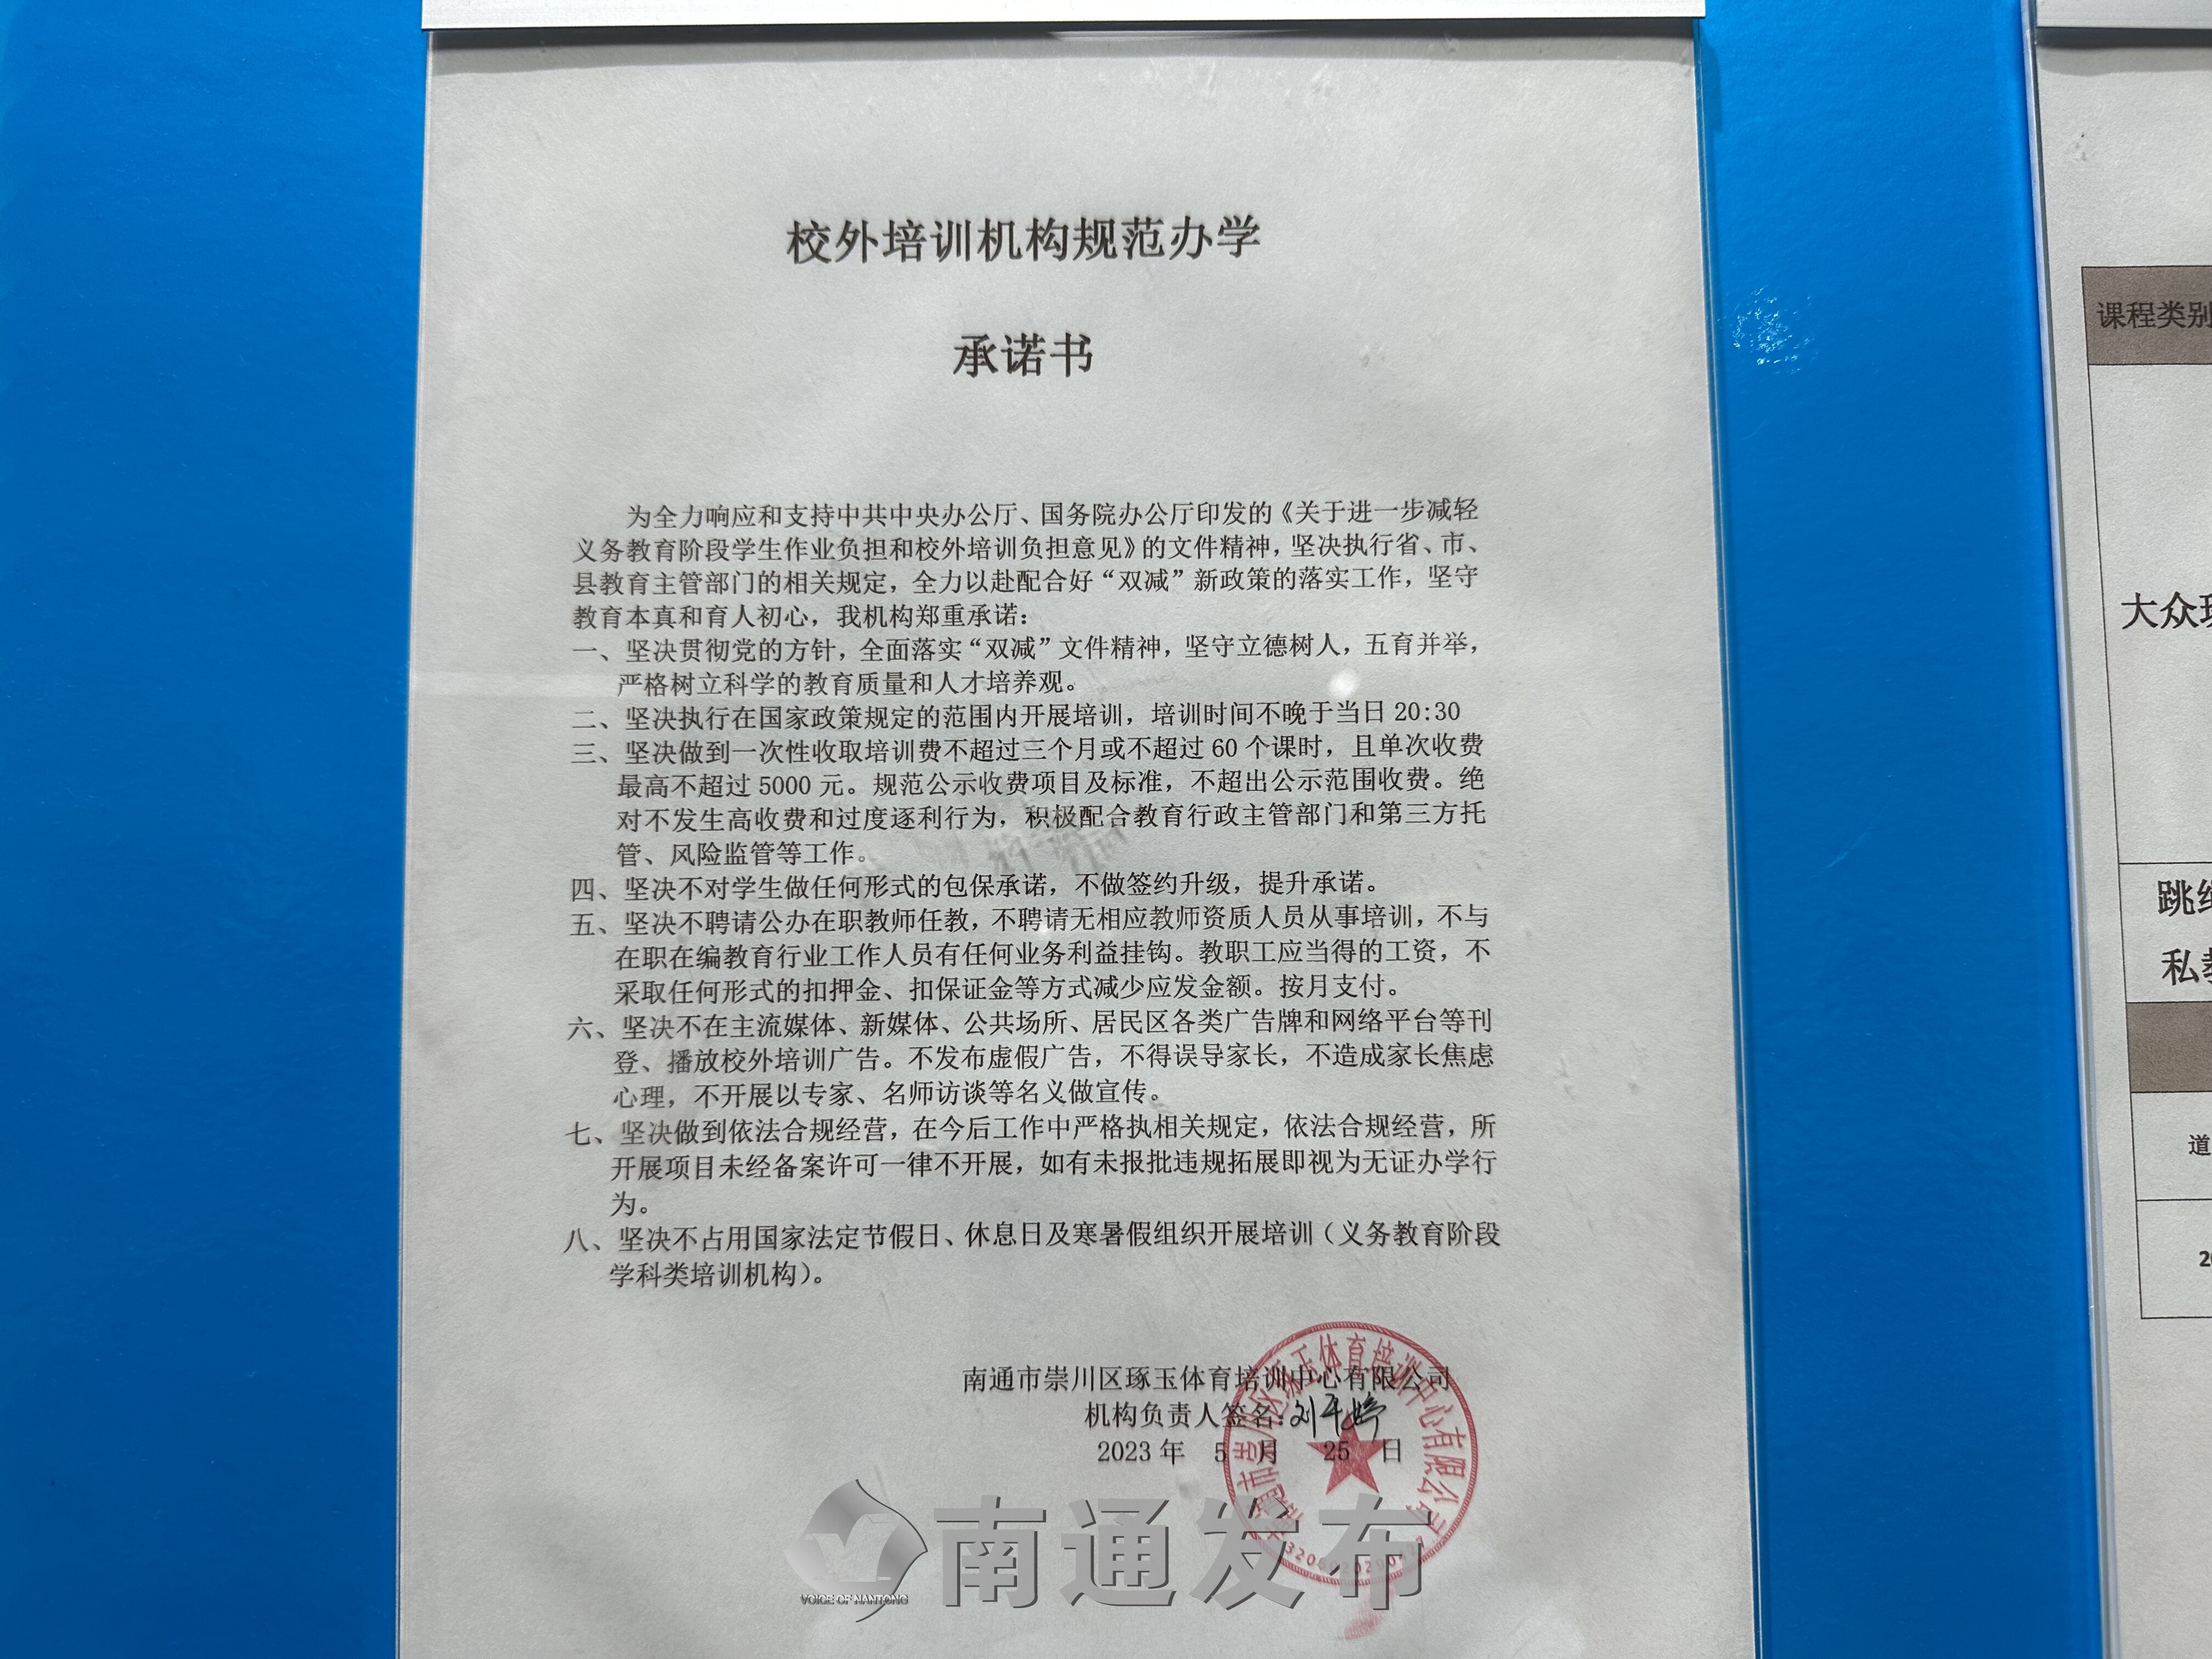 校外培训机构规范办学
承诺书
为全力响应和支持中共中央办公厅、国务院办公厅印发的《关于进一步减轻
义务教育阶段学生作业负担和校外培训负担意见》的文件精神，坚决执行省、市、
县教育主管部门的相关规定，全力以赴配合好“双减”新政策的落实工作，坚守
教育本真和育人初心，我机构郑重承诺：
一、坚决贯彻党的方针，全面落实“双减”文件精神，坚守立德树人，五育并举，
严格树立科学的教育质量和人才培养观。
二、坚决执行在国家政策规定的范围内开展培训，培训时间不晚于当日 20:30
三、坚决做到一次性收取培训费不超过三个月或不超过 60 个课时，且单次收费
最高不超过 5000 元。规范公示收费项目及标准，不超出公示范围收费。绝
对不发生高收费和过度逐利行为，积极配合教育行政主管部门和第三方托
管、风险监管等工作。
四、坚决不对学生做任何形式的包保承诺，不做签约升级，提升承诺。
五、坚决不聘请公办在职教师任教，不聘请无相应教师资质人员从事培训，不与
在职在编教育行业工作人员有任何业务利益挂钩。教职工应当得的工资，不
采取任何形式的扣押金、扣保证金等方式减少应发金额。按月支付。
六、坚决不在主流媒体、新媒体、公共场所、居民区各类广告牌和网络平台等刊
登、播放校外培训广告。不发布虚假广告，不得误导家长，不造成家长焦虑
心理，不开展以专家、名师访谈等名义做宣传。
七、坚决做到依法合规经营，在今后工作中严格执相关规定，依法合规经营，所
开展项目未经备案许可一律不开展，如有未报批违规拓展即视为无证办学行
为。
八、坚决不占用国家法定节假日、休息日及寒暑假组织开展培训（义务教育阶段
学科类培训机构）。
南通市崇川区琢玉体育培训中心有限公司
机构负责人签名：刘平婷
2023 年 5 月 25 日
南通市崇川区琢玉体育培训中心有限公司
南通发布
VOICE OF NANTONG
课程类别
大众
跳
私
道